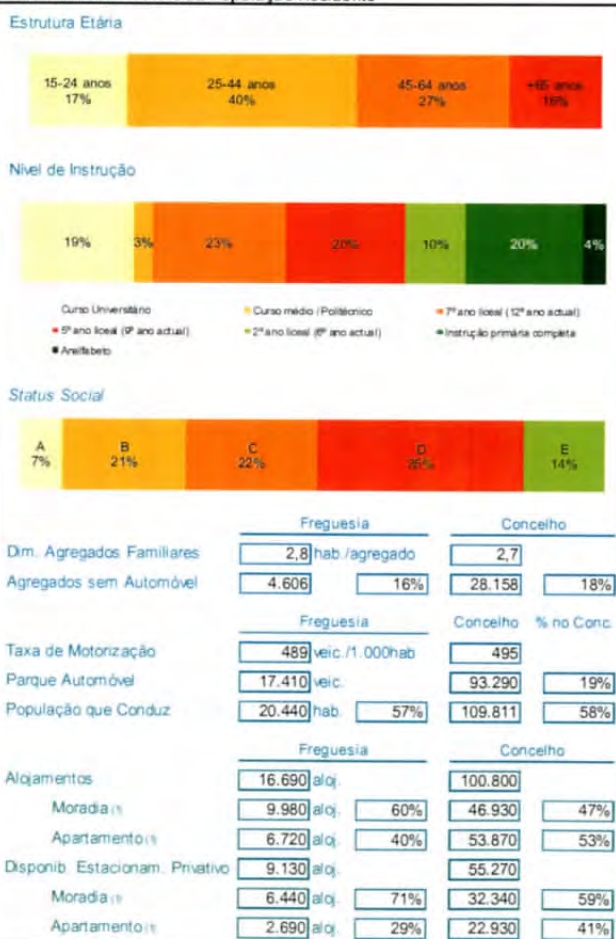 Estrutura Etária
15-24 anos 25-44 anos 45-64 anos +65 anos
17% 40% 27% 16%
Nível de Instrução
19% 3% 23% 20% 10% 20% 4%
Curso Universitário Curso médio / Politécnico 7º ano liceal (12º ano actual)
5º ano liceal (9º ano actual) 2º ano liceal (6º ano actual) Instrução primária completa
Analfabeto
Status Social
A B C D E
7% 21% 22% 35% 14%
Freguesia Concelho
Dim. Agregados Familiares 2,8 hab./agregado 2,7
Agregados sem Automóvel 4.606 16% 28.158 18%
Freguesia Concelho % no Conc.
Taxa de Motorização 489 veic./1.000hab 495
Parque Automóvel 17.410 veic. 93.290 19%
População que Conduz 20.440 hab. 57% 109.811 58%
Freguesia Concelho
Alojamentos 16.690 aloj. 100.800
Moradia (1) 9.980 aloj. 60% 46.930 47%
Apartamento (1) 6.720 aloj. 40% 53.870 53%
Disponib. Estacionam. Privativo 9.130 aloj. 55.270
Moradia (1) 6.440 aloj. 71% 32.340 59%
Apartamento (1) 2.690 aloj. 29% 22.930 41%